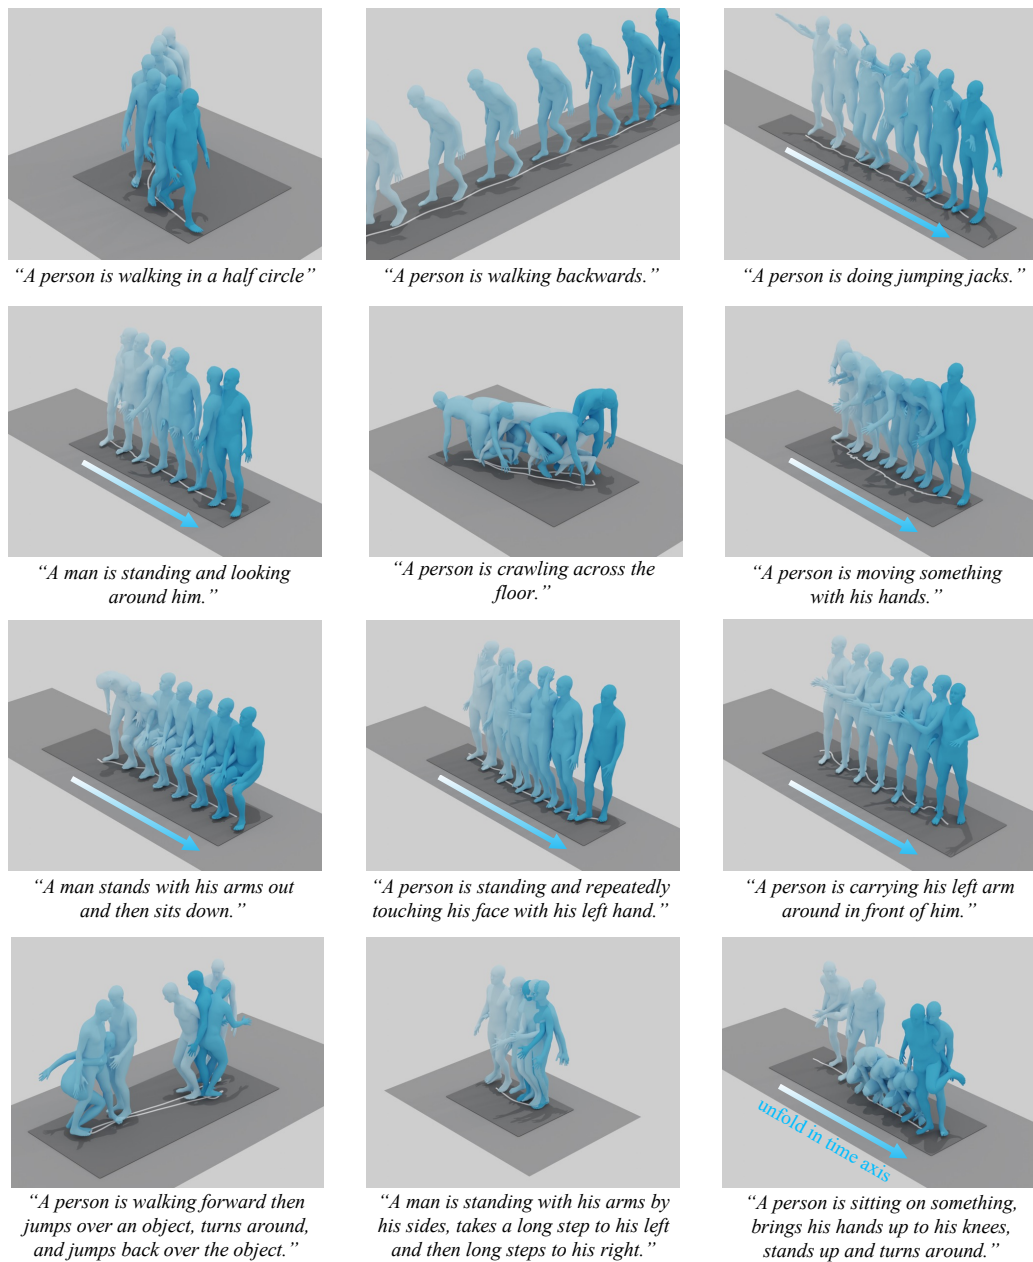 “A person is walking in a half circle”
“A person is walking backwards.”
“A person is doing jumping jacks.”
“A man is standing and looking
around him.”
“A person is crawling across the
floor.”
“A person is moving something
with his hands.”
“A man stands with his arms out
and then sits down.”
“A person is standing and repeatedly
touching his face with his left hand.”
“A person is carrying his left arm
around in front of him.”
unfold in time axis
“A person is walking forward then
jumps over an object, turns around,
and jumps back over the object.”
“A man is standing with his arms by
his sides, takes a long step to his left
and then long steps to his right.”
“A person is sitting on something,
brings his hands up to his knees,
stands up and turns around.”